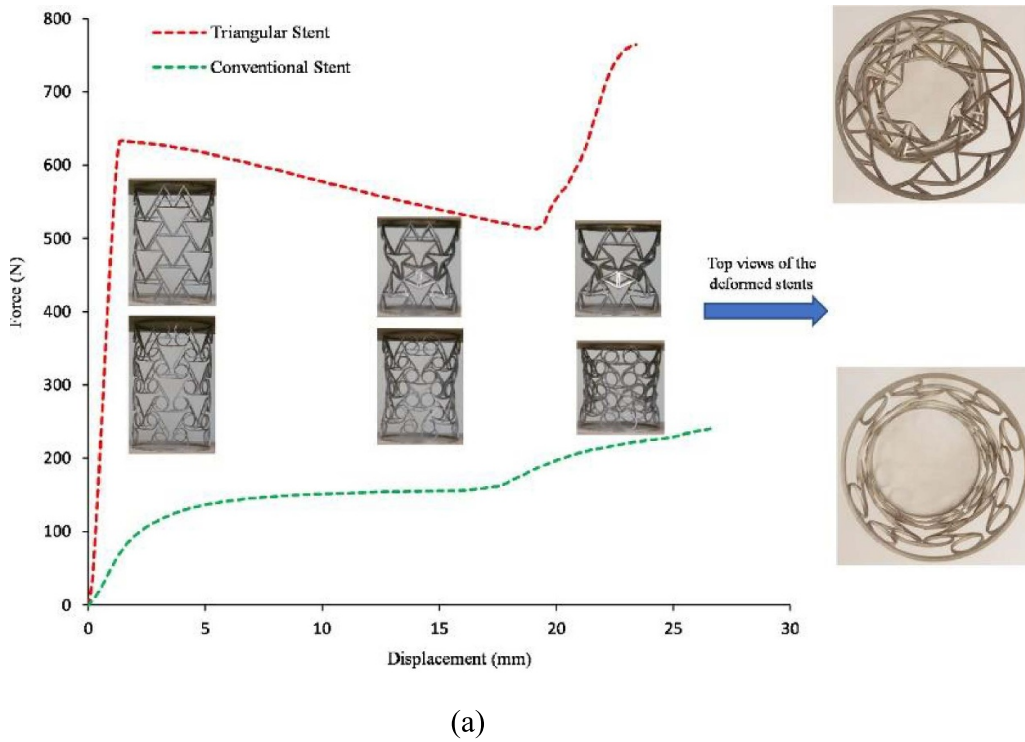 800
700
600
500
400
300
200
100
0
Force (N)
Triangular Stent
Conventional Stent
Top views of the
deformed stents
0 5 10 15 20 25 30
Displacement (mm)
(a)